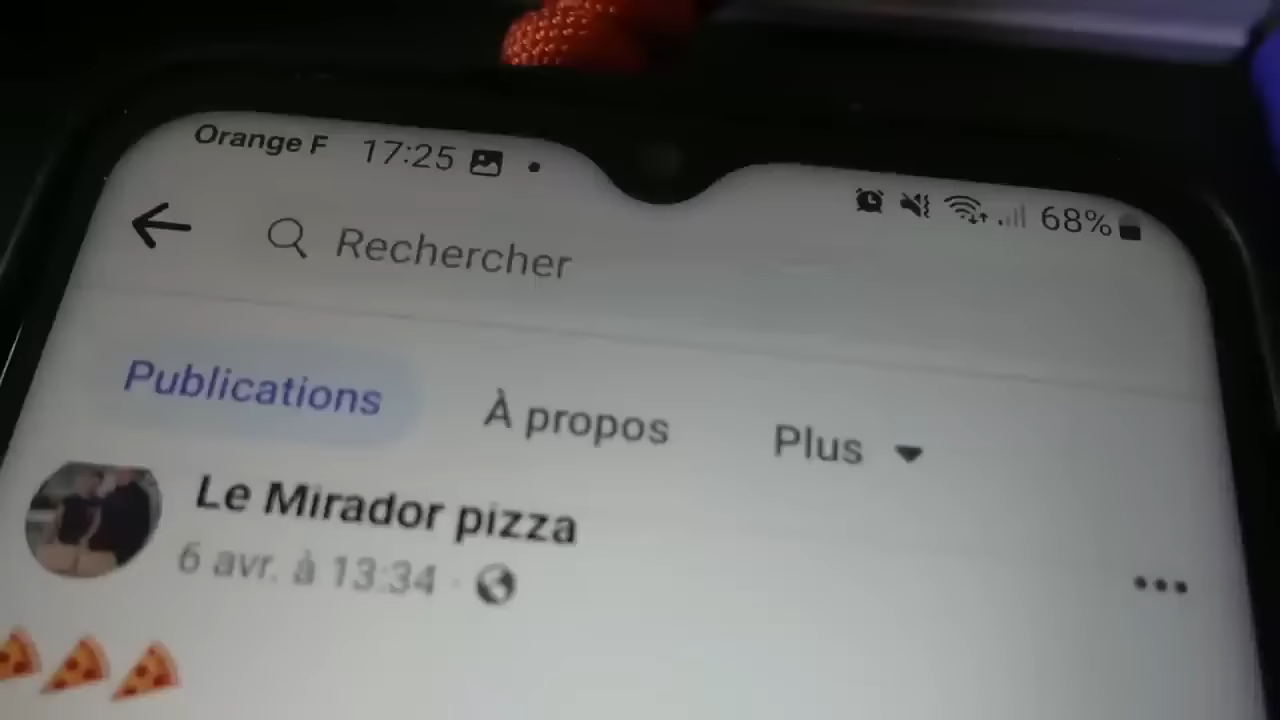 Orange F 17:25 68%
Rechercher
Publications À propos Plus
Le Mirador pizza
6 avr. à 13:34